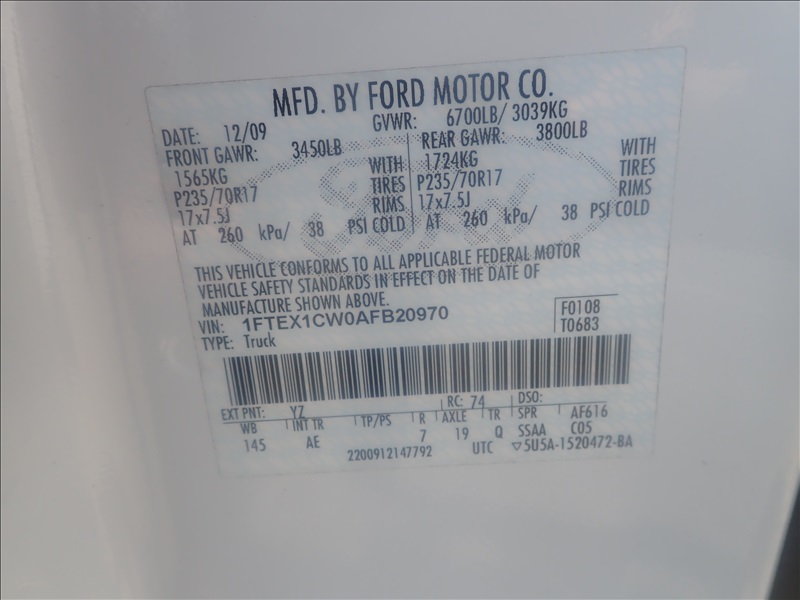 MFD. BY FORD MOTOR CO.
DATE: 12/09 GVWR: 6700LB/ 3039KG
FRONT GAWR: 3450LB REAR GAWR: 3800LB
1565KG WITH 1724KG WITH
P235/70R17 TIRES P235/70R17 TIRES
17x7.5J RIMS 17x7.5J RIMS
AT 260 kPa/ 38 PSI COLD AT 260 kPa/ 38 PSI COLD
THIS VEHICLE CONFORMS TO ALL APPLICABLE FEDERAL MOTOR
VEHICLE SAFETY STANDARDS IN EFFECT ON THE DATE OF
MANUFACTURE SHOWN ABOVE.
VIN: 1FTEX1CW0AFB20970 F0108
TYPE: Truck T0683
EXT PNT: YZ RC: 74 DSO:
WB INT TR TP/PS R AXLE TR SPR AF616
145 AE 7 19 Q SSAA C05
2200912147792 UTC ▽5U5A-1520472-BA